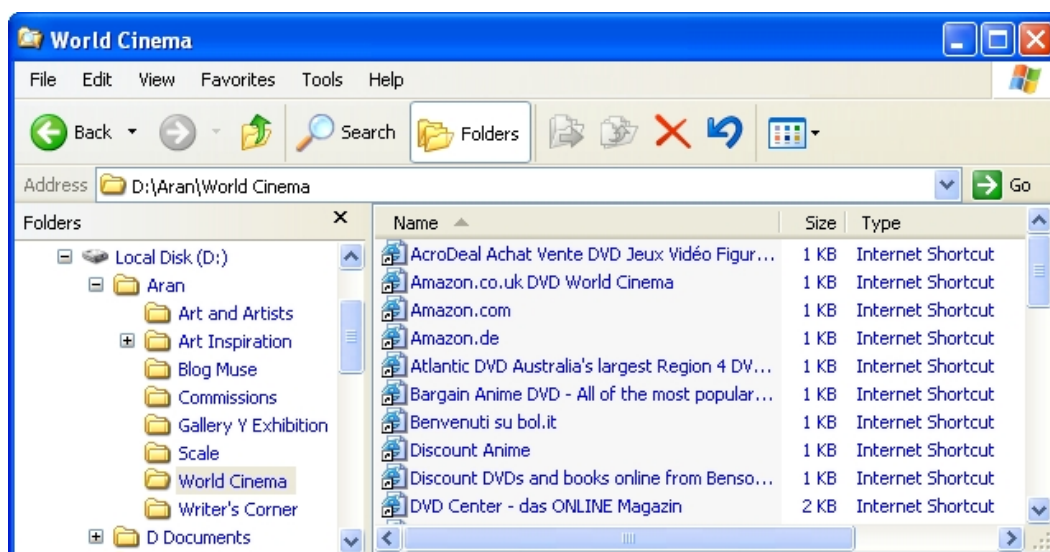 World Cinema
File Edit View Favorites Tools Help
Back Search Folders
Address D:\Aran\World Cinema Go
Folders
Local Disk (D:)
Aran
Art and Artists
Art Inspiration
Blog Muse
Commissions
Gallery Y Exhibition
Scale
World Cinema
Writer's Corner
D Documents
Name Size Type
AcroDeal Achat Vente DVD Jeux Vidéo Figur... 1 KB Internet Shortcut
Amazon.co.uk DVD World Cinema 1 KB Internet Shortcut
Amazon.com 1 KB Internet Shortcut
Amazon.de 1 KB Internet Shortcut
Atlantic DVD Australia's largest Region 4 DV... 1 KB Internet Shortcut
Bargain Anime DVD - All of the most popular... 1 KB Internet Shortcut
Benvenuti su bol.it 1 KB Internet Shortcut
Discount Anime 1 KB Internet Shortcut
Discount DVDs and books online from Benso... 1 KB Internet Shortcut
DVD Center - das ONLINE Magazin 2 KB Internet Shortcut